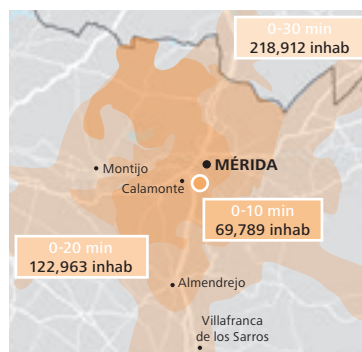 0-30 min
218,912 inhab
MÉRIDA
Montijo
Calamonte
0-10 min
69,789 inhab
0-20 min
122,963 inhab
Almendrejo
Villafranca
de los Sarros